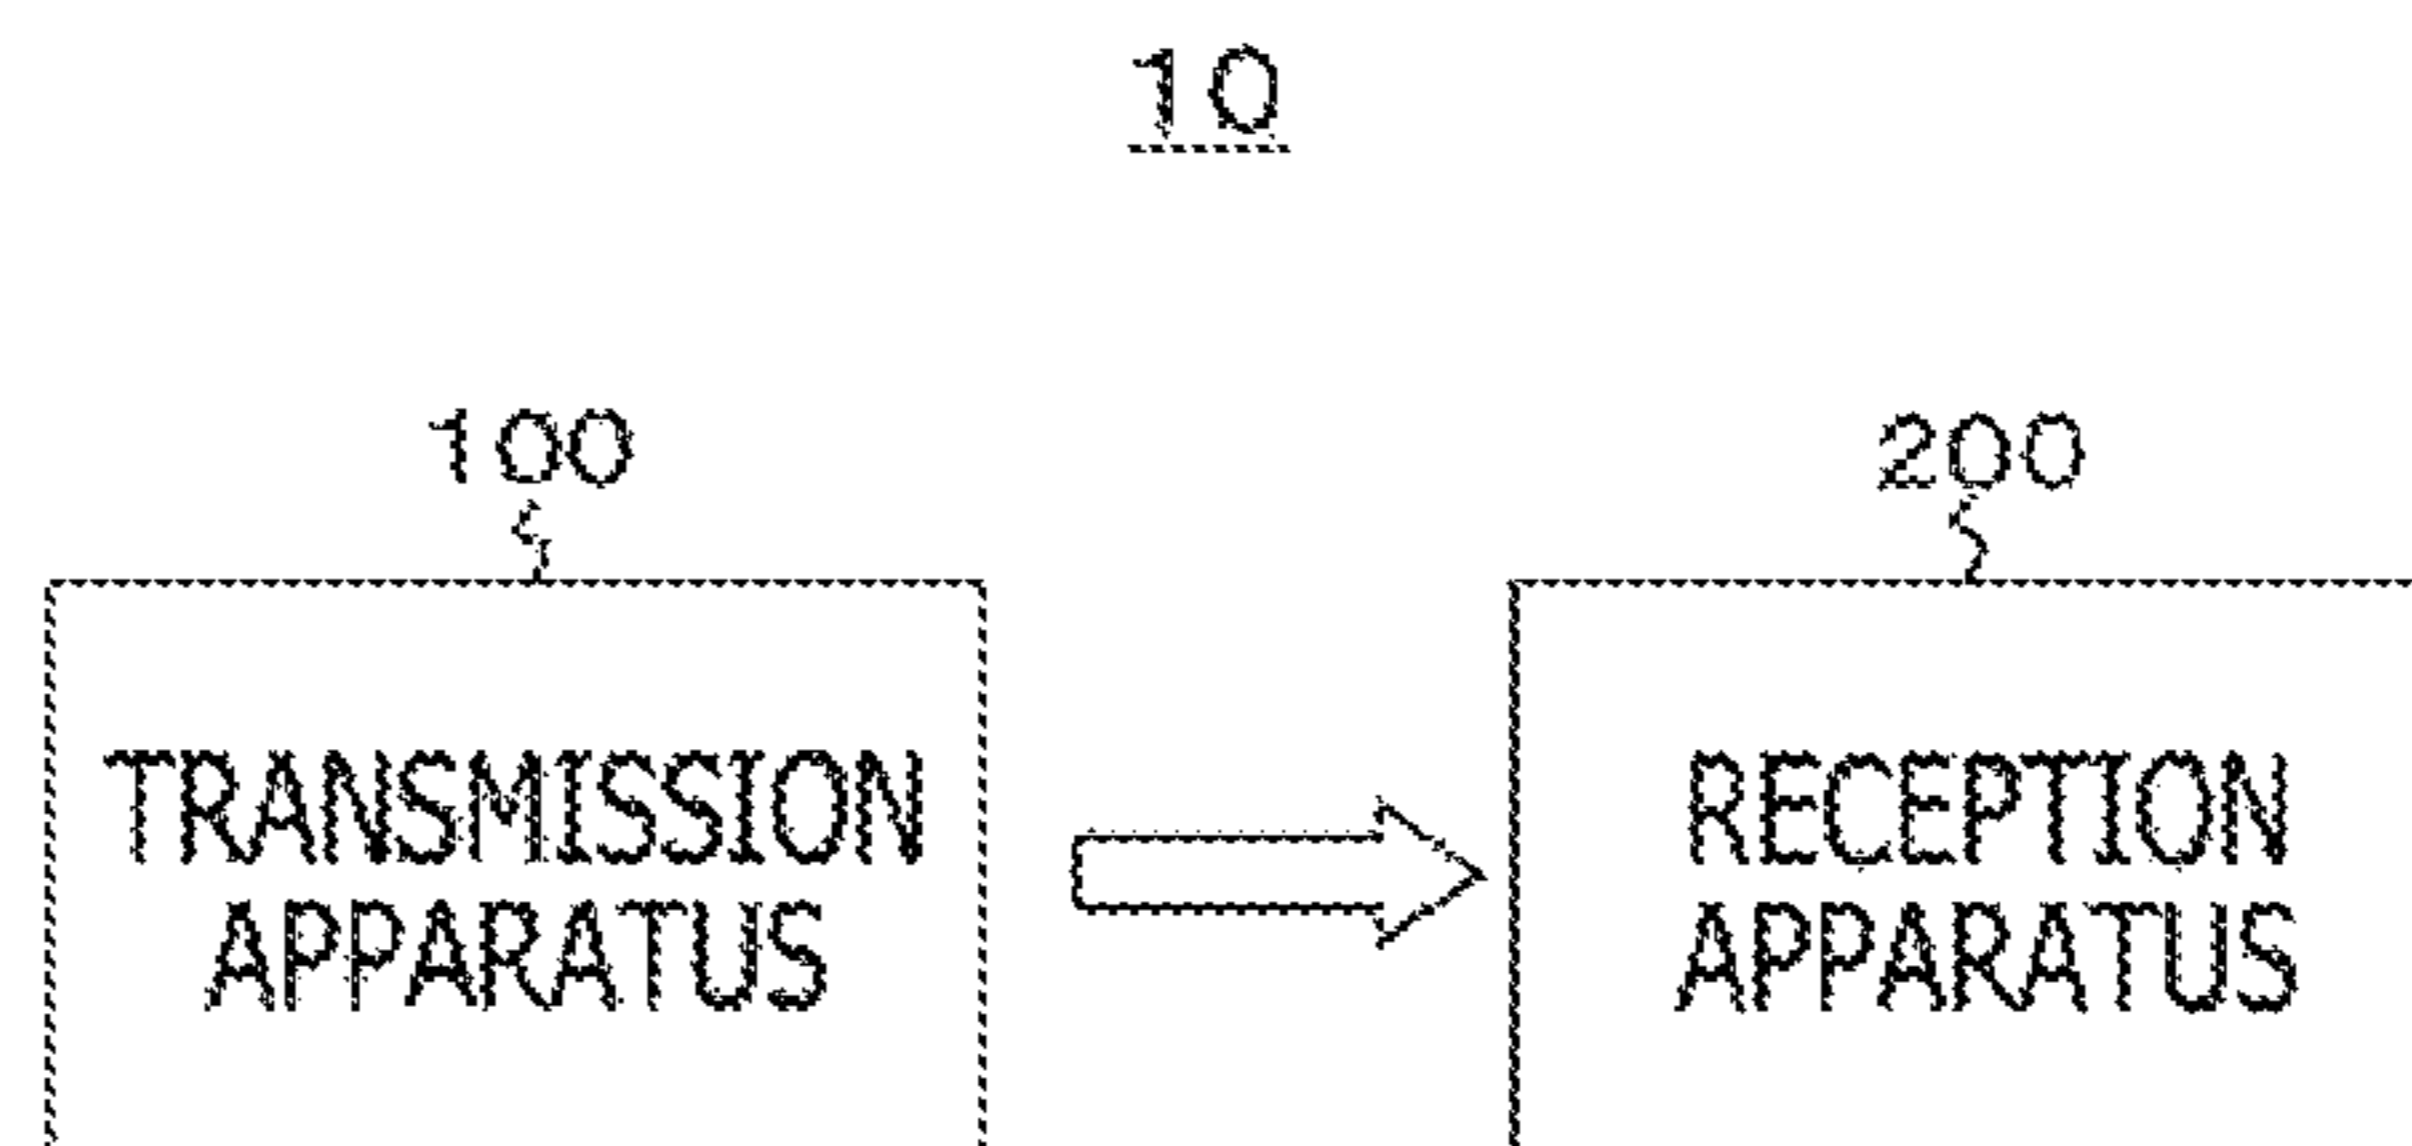 10
100
200
TRANSMISSION
APPARATUS
RECEPTION
APPARATUS